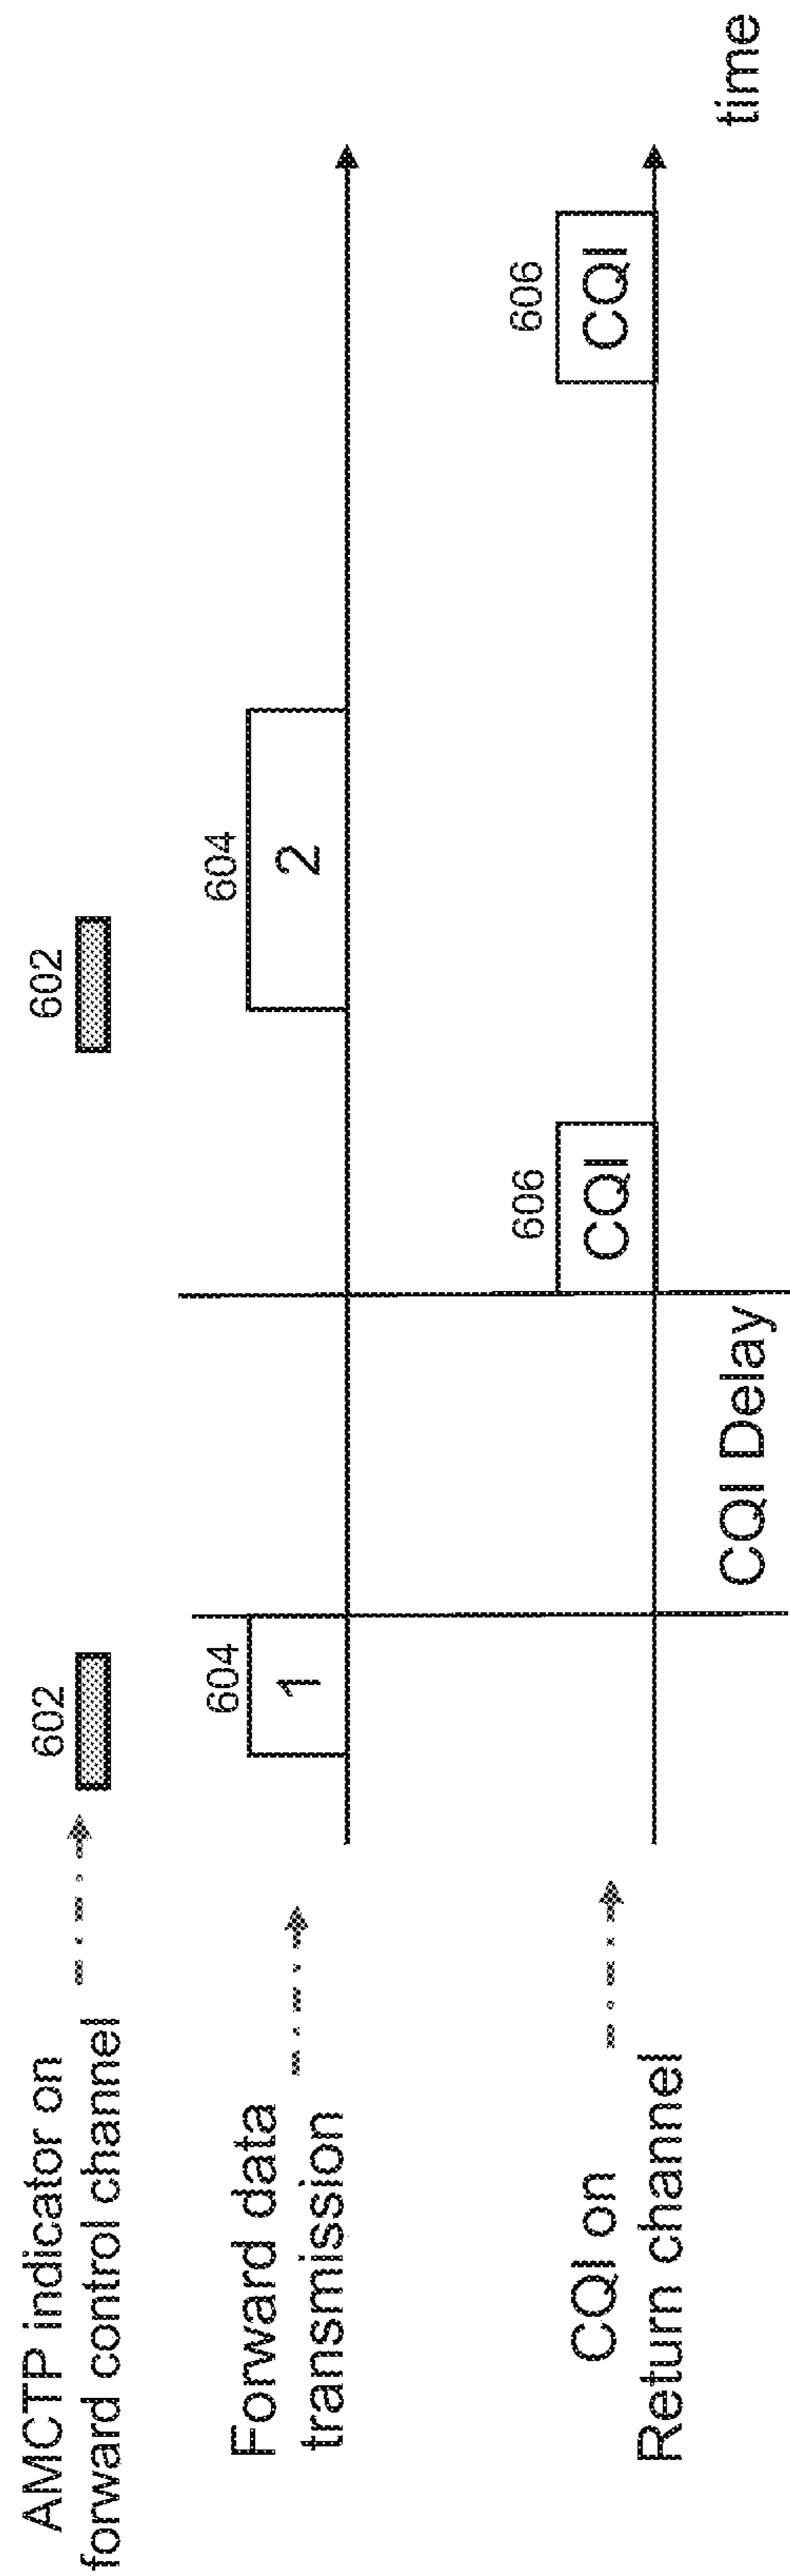 AMCTP indicator on
forward control channel
602
602
Forward data
transmission
604
1
604
2
CQI on
Return channel
606
CQI
606
CQI
CQI Delay
time